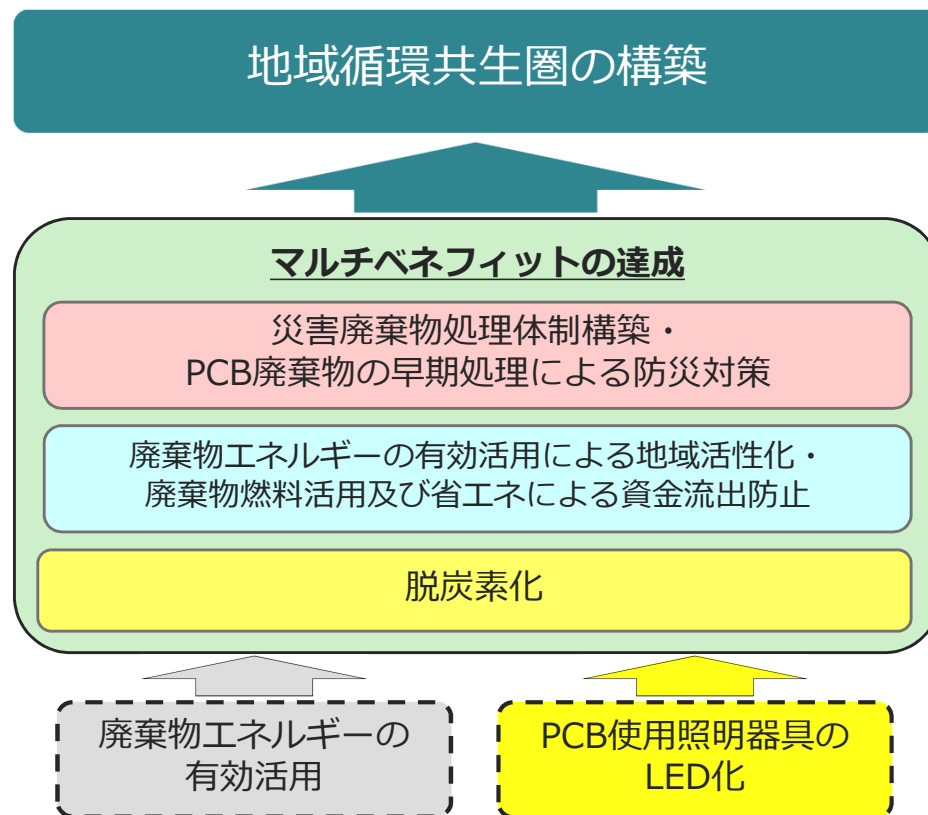 地域循環共生圏の構築
マルチベネフィットの達成
災害廃棄物処理体制構築・
PCB廃棄物の早期処理による防災対策
廃棄物エネルギーの有効活用による地域活性化・
廃棄物燃料活用及び省エネによる資金流出防止
脱炭素化
廃棄物エネルギーの
有効活用
PCB使用照明器具の
LED化